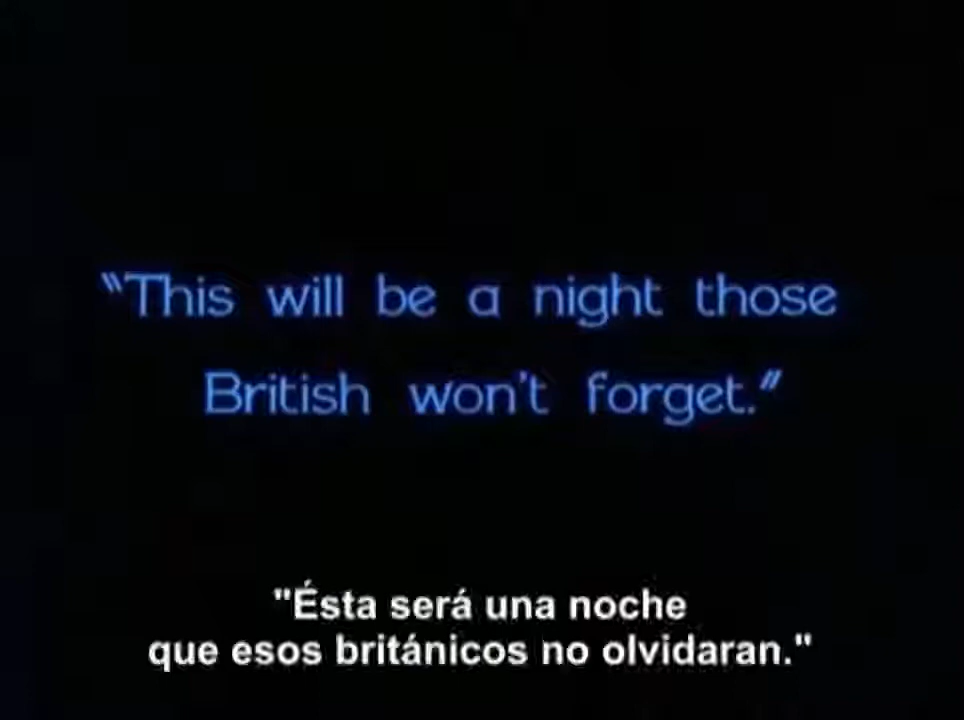 "This will be a night those
British won't forget."
"Ésta será una noche
que esos británicos no olvidaran."